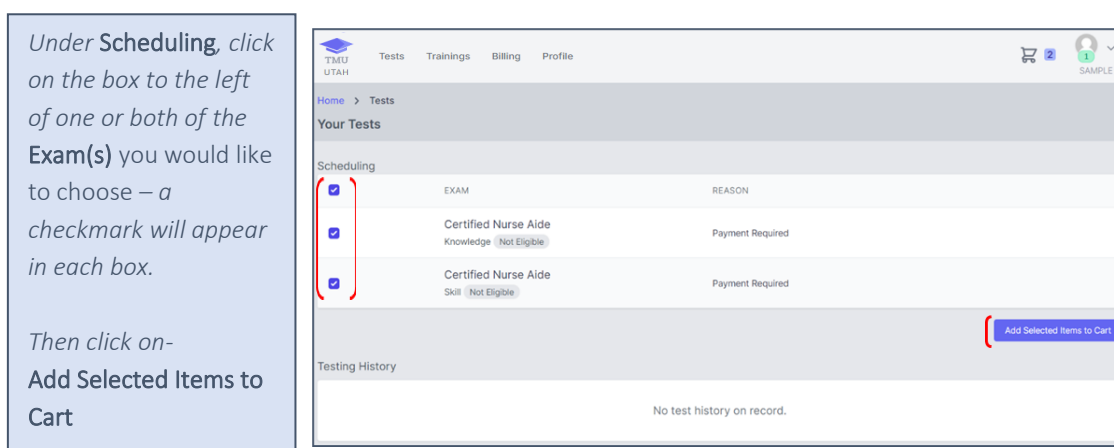 Under Scheduling, click
on the box to the left
of one or both of the
Exam(s) you would like
to choose – a
checkmark will appear
in each box.
Then click on-
Add Selected Items to
Cart
TMU
UTAH
Tests Trainings Billing Profile
2
1
SAMPLE
Home > Tests
Your Tests
Scheduling
EXAM REASON
Certified Nurse Aide
Knowledge Not Eligible Payment Required
Certified Nurse Aide
Skill Not Eligible Payment Required
Add Selected Items to Cart
Testing History
No test history on record.